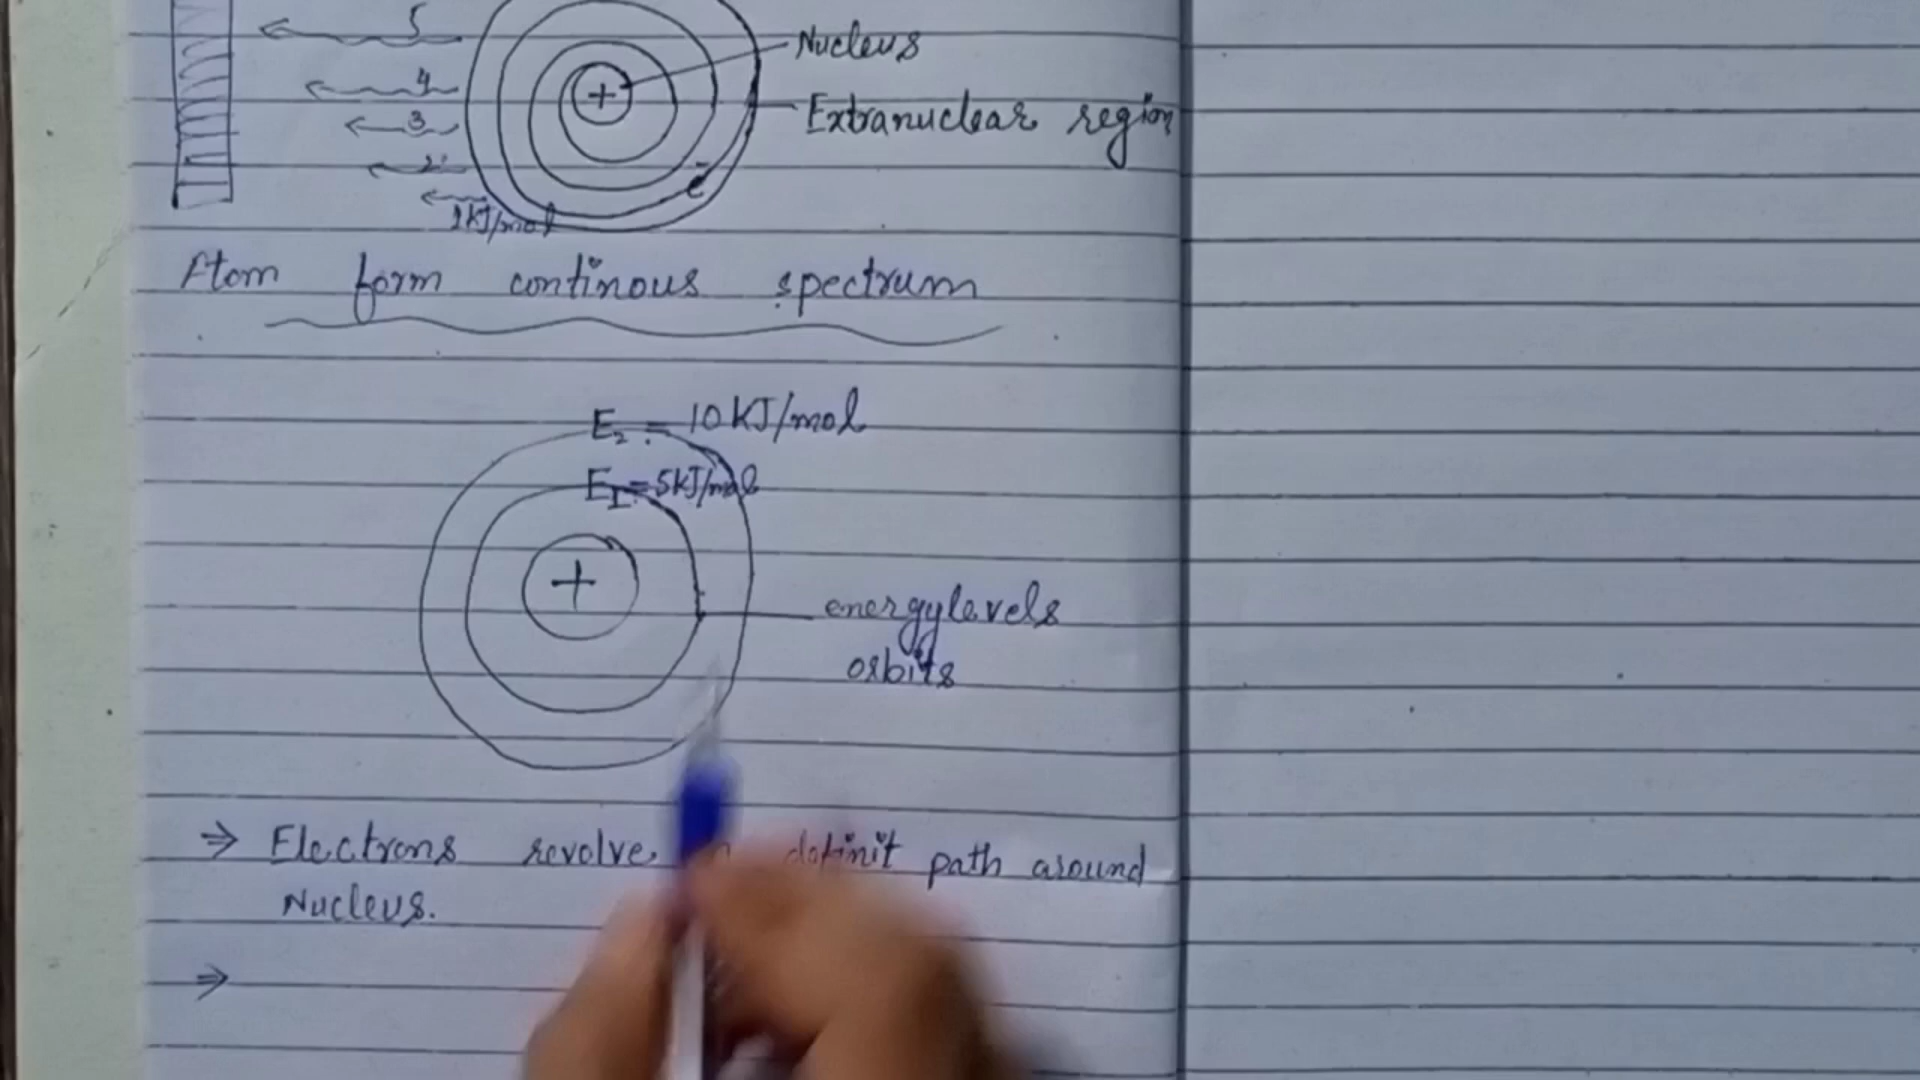 5
Nucleus
4
+
Extranuclear region
3
2
e-
1KJ/mol
Atom form continous spectrum
E2 = 10KJ/mol
E1=5KJ/mol
+
energylevels
orbits
⇒ Electrons revolve definit path around
Nucleus.
⇒